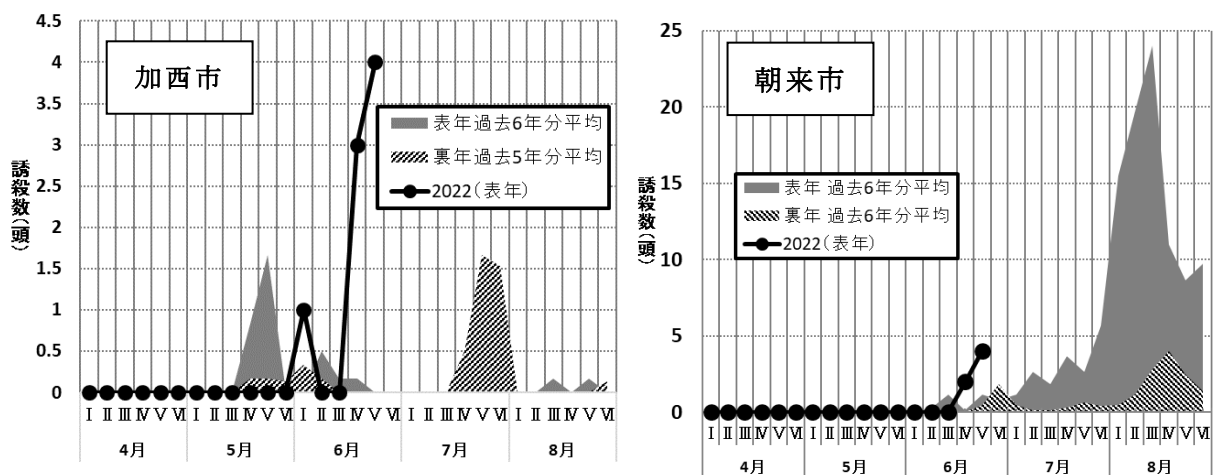 加西市
誘殺数(頭)
4.5
4
3.5
3
2.5
2
1.5
1
0.5
0
表年過去6年分平均
裏年過去5年分平均
2022(表年)
Ⅰ Ⅱ Ⅲ Ⅳ Ⅴ Ⅵ Ⅰ Ⅱ Ⅲ Ⅳ Ⅴ Ⅵ Ⅰ Ⅱ Ⅲ Ⅳ Ⅴ Ⅵ Ⅰ Ⅱ Ⅲ Ⅳ Ⅴ Ⅵ Ⅰ Ⅱ Ⅲ Ⅳ Ⅴ Ⅵ
4月 5月 6月 7月 8月
朝来市
誘殺数(頭)
25
20
15
10
5
0
表年 過去6年分平均
裏年 過去6年分平均
2022(表年)
Ⅰ Ⅱ Ⅲ Ⅳ Ⅴ Ⅵ Ⅰ Ⅱ Ⅲ Ⅳ Ⅴ Ⅵ Ⅰ Ⅱ Ⅲ Ⅳ Ⅴ Ⅵ Ⅰ Ⅱ Ⅲ Ⅳ Ⅴ Ⅵ Ⅰ Ⅱ Ⅲ Ⅳ Ⅴ Ⅵ
4月 5月 6月 7月 8月